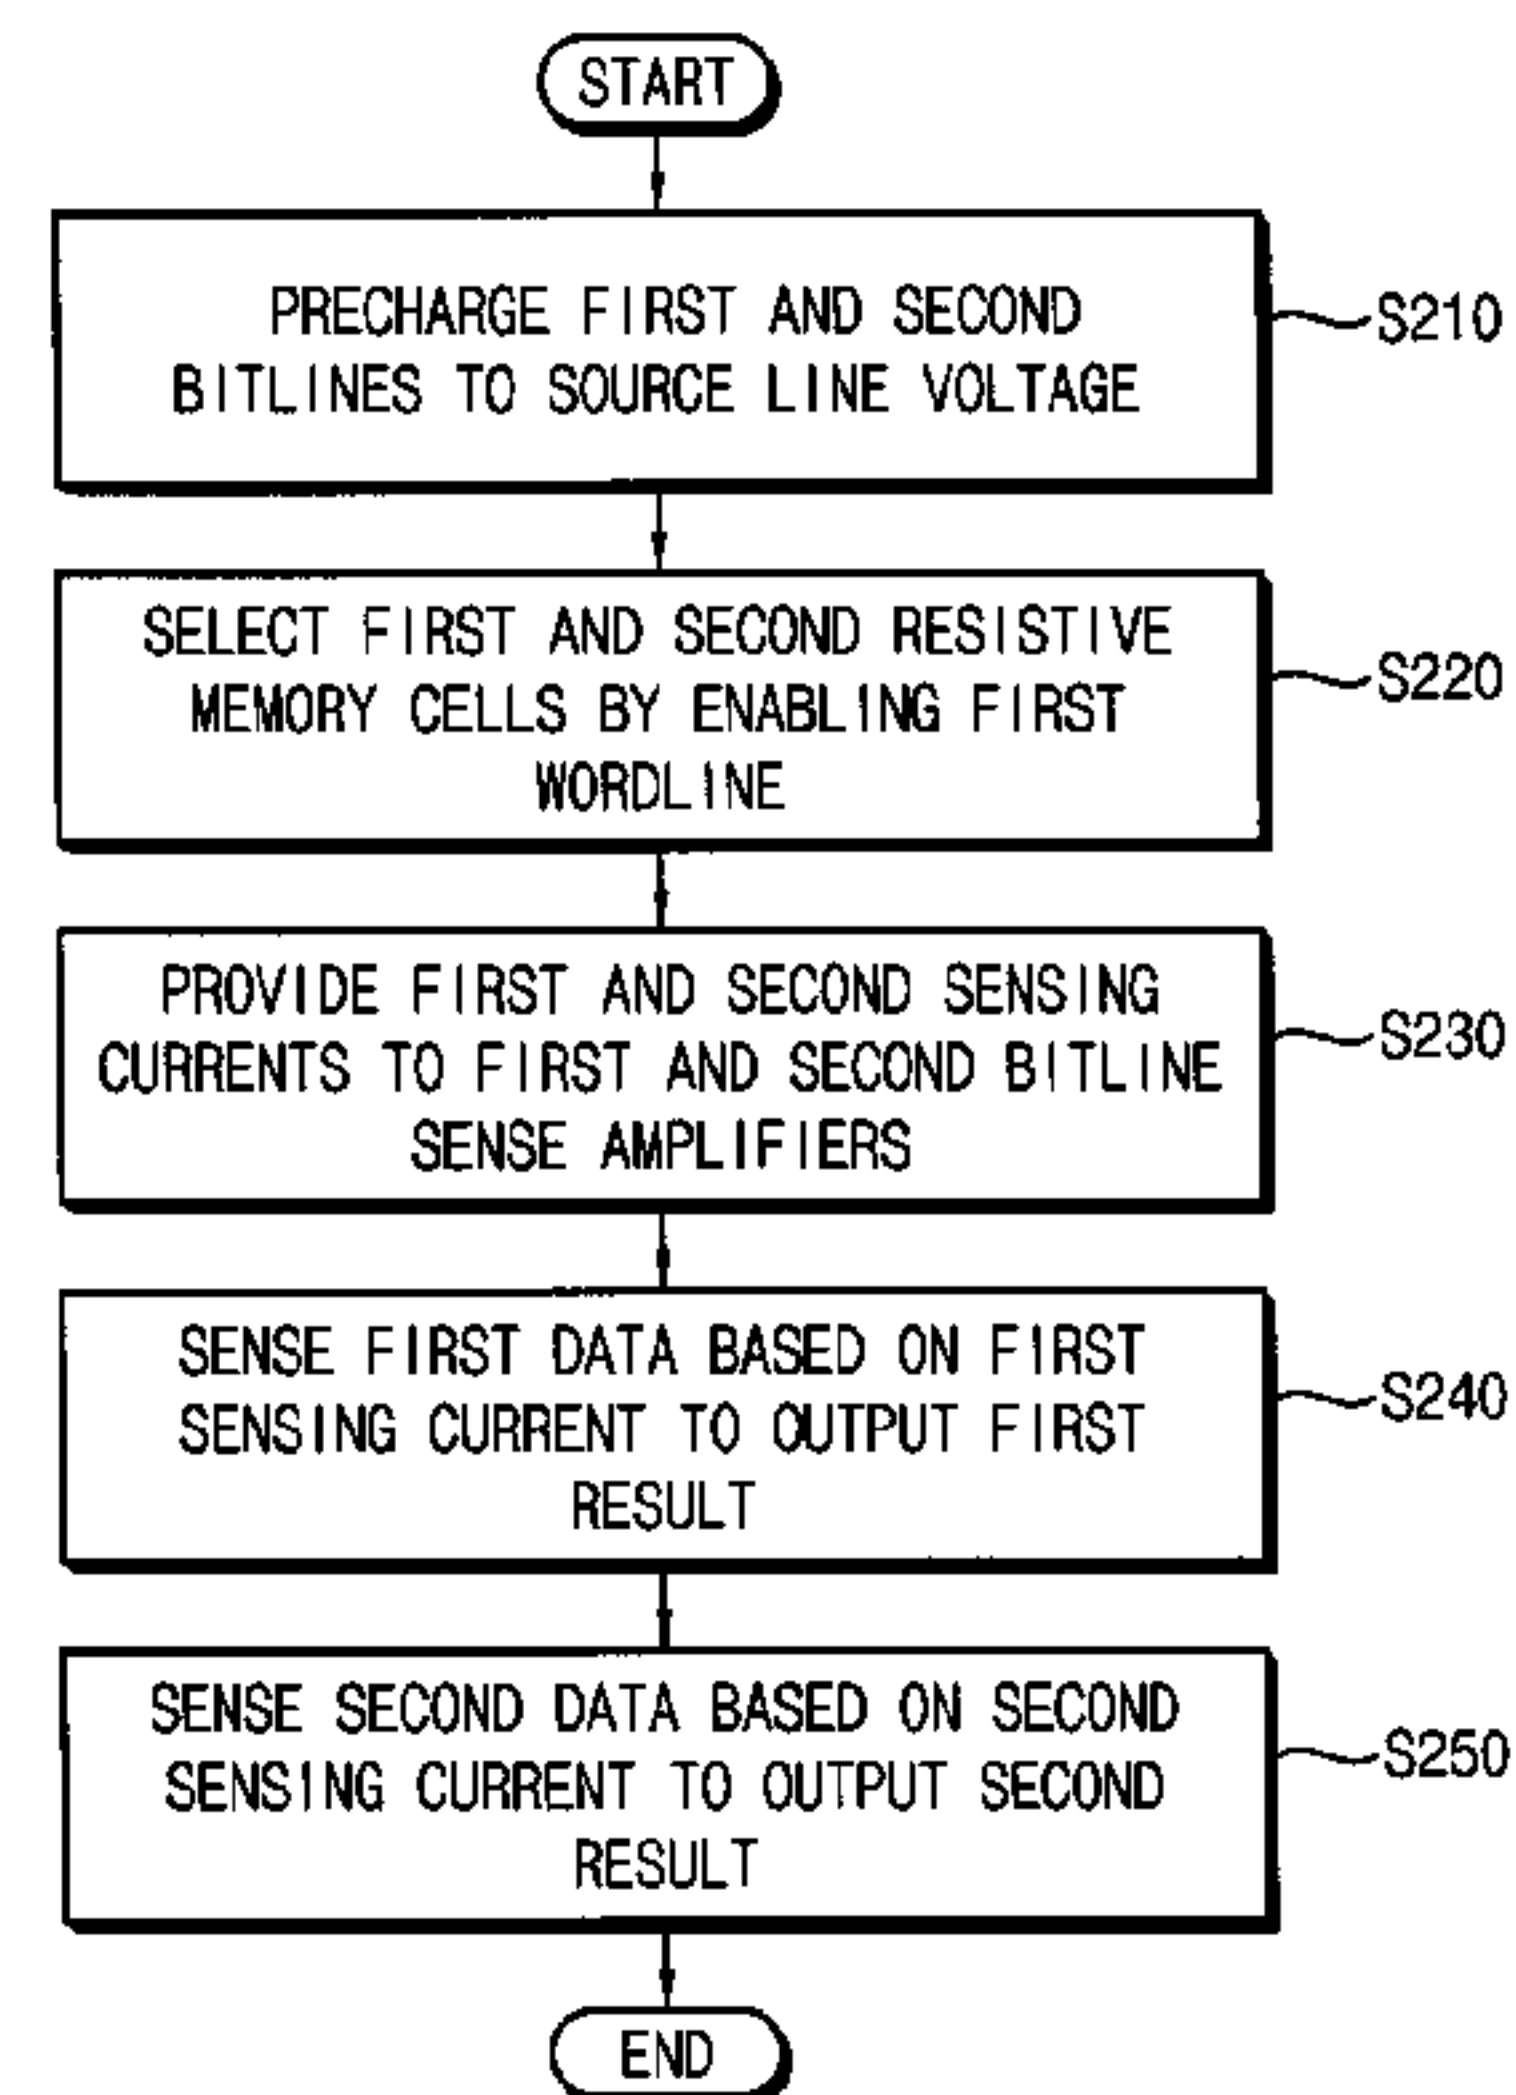 START
PRECHARGE FIRST AND SECOND
BITLINES TO SOURCE LINE VOLTAGE
S210
SELECT FIRST AND SECOND RESISTIVE
MEMORY CELLS BY ENABLING FIRST
WORDLINE
S220
PROVIDE FIRST AND SECOND SENSING
CURRENTS TO FIRST AND SECOND BITLINE
SENSE AMPLIFIERS
S230
SENSE FIRST DATA BASED ON FIRST
SENSING CURRENT TO OUTPUT FIRST
RESULT
S240
SENSE SECOND DATA BASED ON SECOND
SENSING CURRENT TO OUTPUT SECOND
RESULT
S250
END